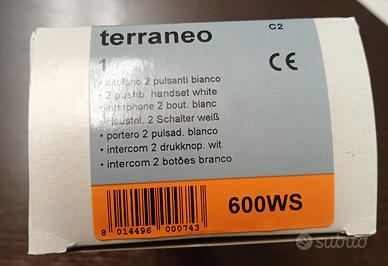 terraneo
C2
1
CE
• citofono 2 pulsanti bianco
• 2 pushb. handset white
• interphone 2 bout. blanc
• Haustel. 2 Schalter weiß
• portero 2 pulsad. blanco
• intercom 2 drukknop. wit
• intercom 2 botões branco
600WS
8 014496 000743
subito